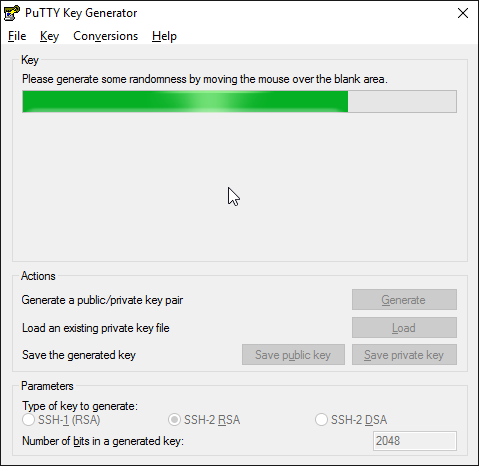 PuTTY Key Generator
File Key Conversions Help
Key
Please generate some randomness by moving the mouse over the blank area.
Actions
Generate a public/private key pair Generate
Load an existing private key file Load
Save the generated key Save public key Save private key
Parameters
Type of key to generate:
SSH-1 (RSA) SSH-2 RSA SSH-2 DSA
Number of bits in a generated key: 2048